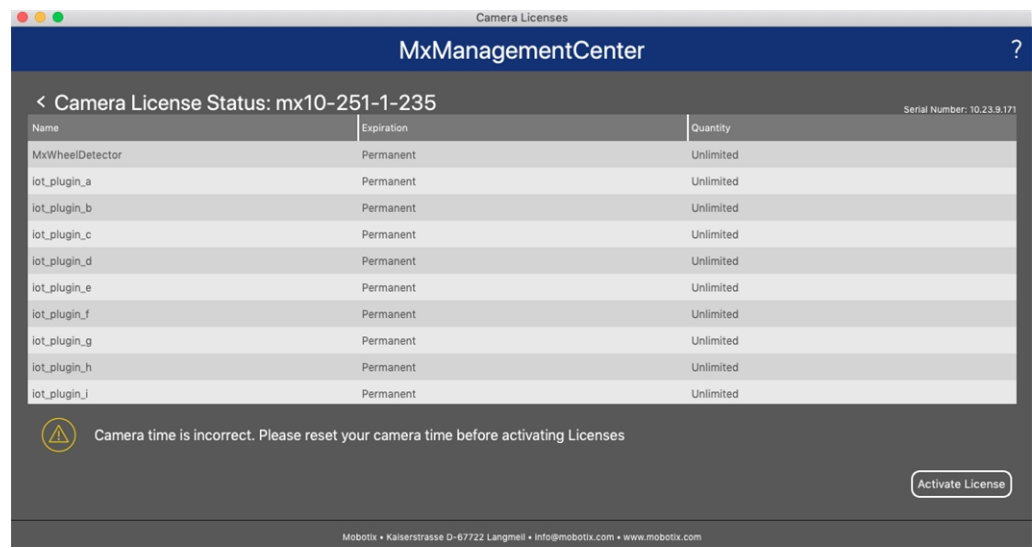 Camera Licenses
MxManagementCenter ?
< Camera License Status: mx10-251-1-235
Serial Number: 10.23.9.171
Name Expiration Quantity
MxWheelDetector Permanent Unlimited
iot_plugin_a Permanent Unlimited
iot_plugin_b Permanent Unlimited
iot_plugin_c Permanent Unlimited
iot_plugin_d Permanent Unlimited
iot_plugin_e Permanent Unlimited
iot_plugin_f Permanent Unlimited
iot_plugin_g Permanent Unlimited
iot_plugin_h Permanent Unlimited
iot_plugin_i Permanent Unlimited
Camera time is incorrect. Please reset your camera time before activating Licenses
Activate License
Mobotix • Kaiserstrasse D-67722 Langmeil • info@mobotix.com • www.mobotix.com